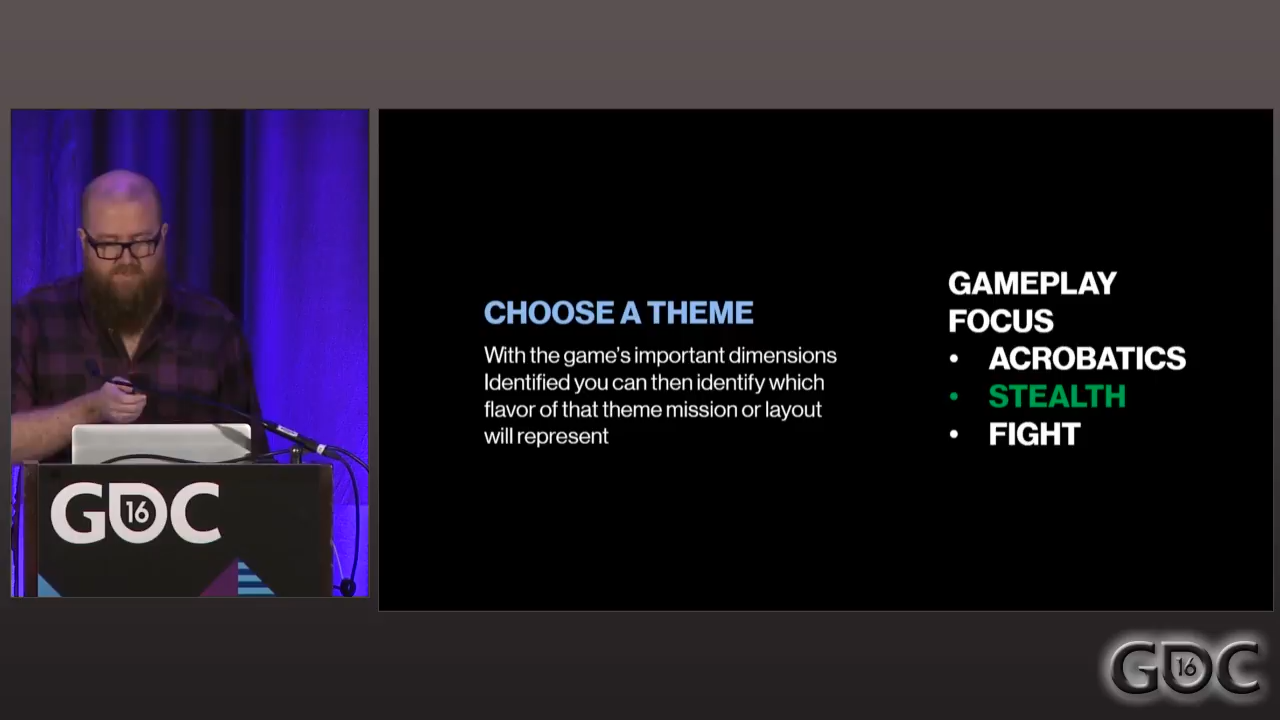 CHOOSE A THEME
With the game's important dimensions
Identified you can then identify which
flavor of that theme mission or layout
will represent
GAMEPLAY
FOCUS
• ACROBATICS
• STEALTH
• FIGHT
GDC 16
GDC 16